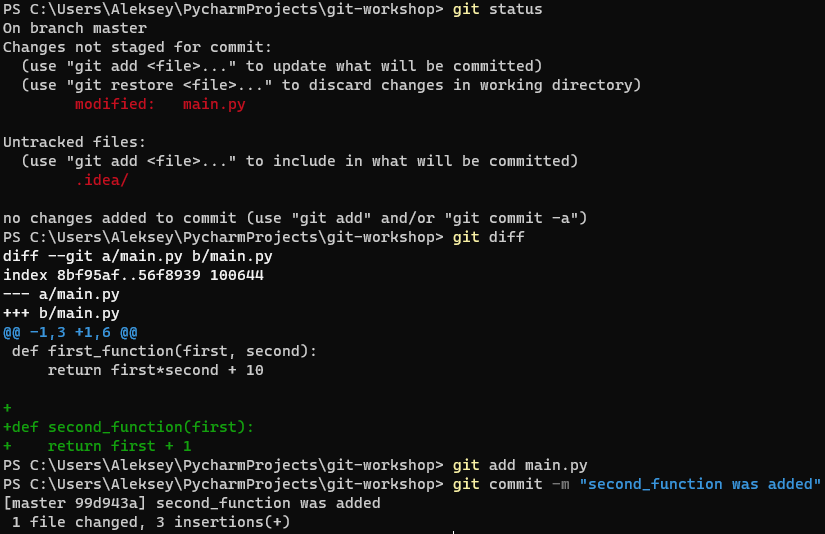 PS C:\Users\Aleksey\PycharmProjects\git-workshop> git status
On branch master
Changes not staged for commit:
  (use "git add <file>..." to update what will be committed)
  (use "git restore <file>..." to discard changes in working directory)
        modified:   main.py

Untracked files:
  (use "git add <file>..." to include in what will be committed)
        .idea/

no changes added to commit (use "git add" and/or "git commit -a")
PS C:\Users\Aleksey\PycharmProjects\git-workshop> git diff
diff --git a/main.py b/main.py
index 8bf95af..56f8939 100644
--- a/main.py
+++ b/main.py
@@ -1,3 +1,6 @@
 def first_function(first, second):
     return first*second + 10

+
+def second_function(first):
+    return first + 1
PS C:\Users\Aleksey\PycharmProjects\git-workshop> git add main.py
PS C:\Users\Aleksey\PycharmProjects\git-workshop> git commit -m "second_function was added"
[master 99d943a] second_function was added
 1 file changed, 3 insertions(+)